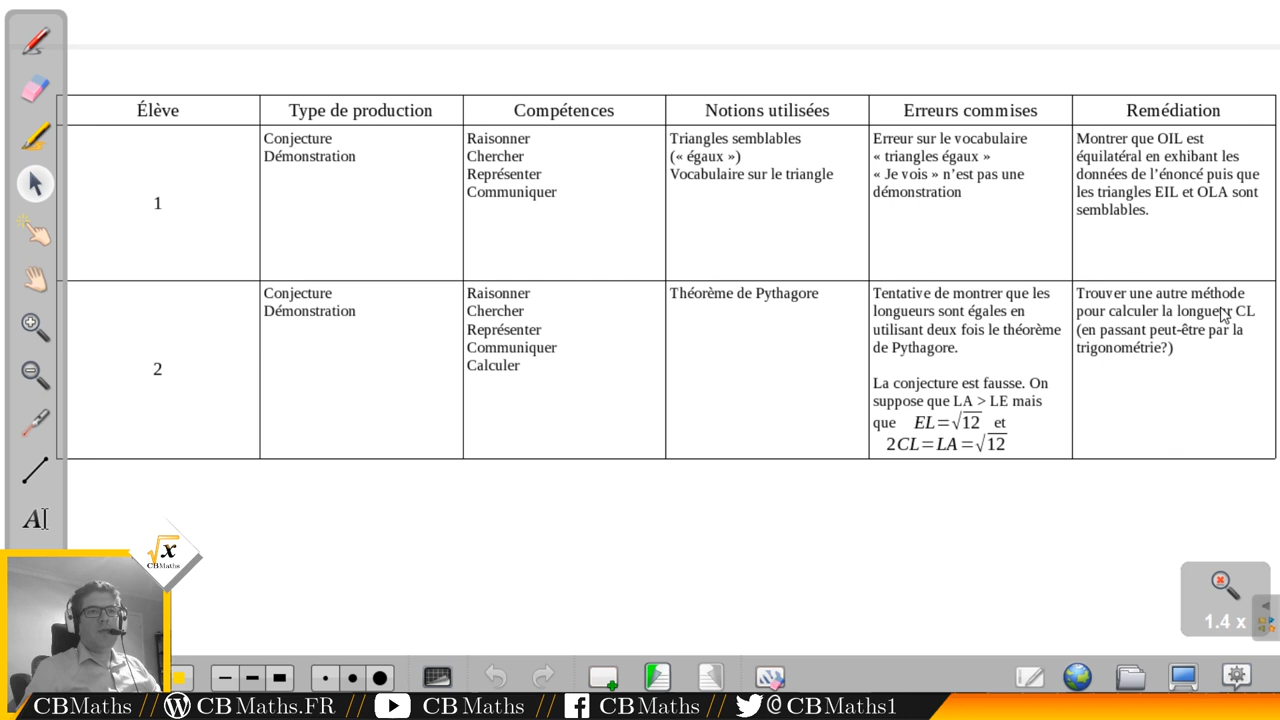 Élève
Type de production
Compétences
Notions utilisées
Erreurs commises
Remédiation
1
Conjecture
Démonstration
Raisonner
Chercher
Représenter
Communiquer
Triangles semblables
(« égaux »)
Vocabulaire sur le triangle
Erreur sur le vocabulaire
« triangles égaux »
« Je vois » n’est pas une
démonstration
Montrer que OIL est
équilatéral en exhibant les
données de l’énoncé puis que
les triangles EIL et OLA sont
semblables.
2
Conjecture
Démonstration
Raisonner
Chercher
Représenter
Communiquer
Calculer
Théorème de Pythagore
Tentative de montrer que les
longueurs sont égales en
utilisant deux fois le théorème
de Pythagore.
La conjecture est fausse. On
suppose que LA > LE mais
que EL=√12 et
2CL=LA=√12
Trouver une autre méthode
pour calculer la longueur CL
(en passant peut-être par la
trigonométrie?)
AI
√x
CBMaths
1.4 x
CBMaths // CBMaths.FR // CBMaths // CBMaths // @CBMaths1